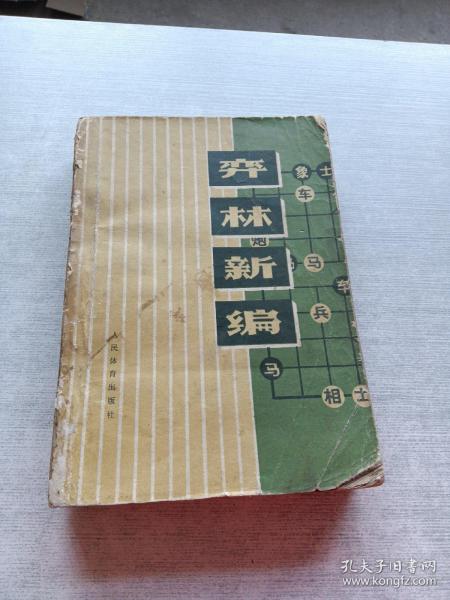 弈林新编
人民体育出版社
象 士
车
炮
马
车
兵
马
相 士
孔夫子旧书网
www.kongfz.com